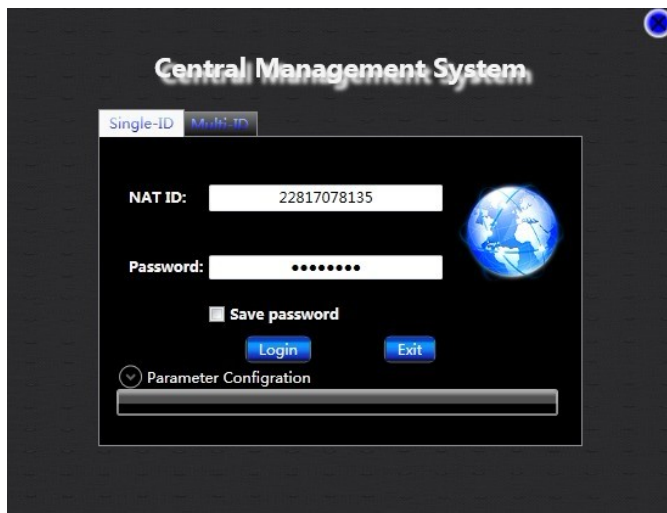 Central Management System
Single-ID Multi-ID
NAT ID: 22817078135
Password: ••••••••
Save password
Login Exit
Parameter Configration